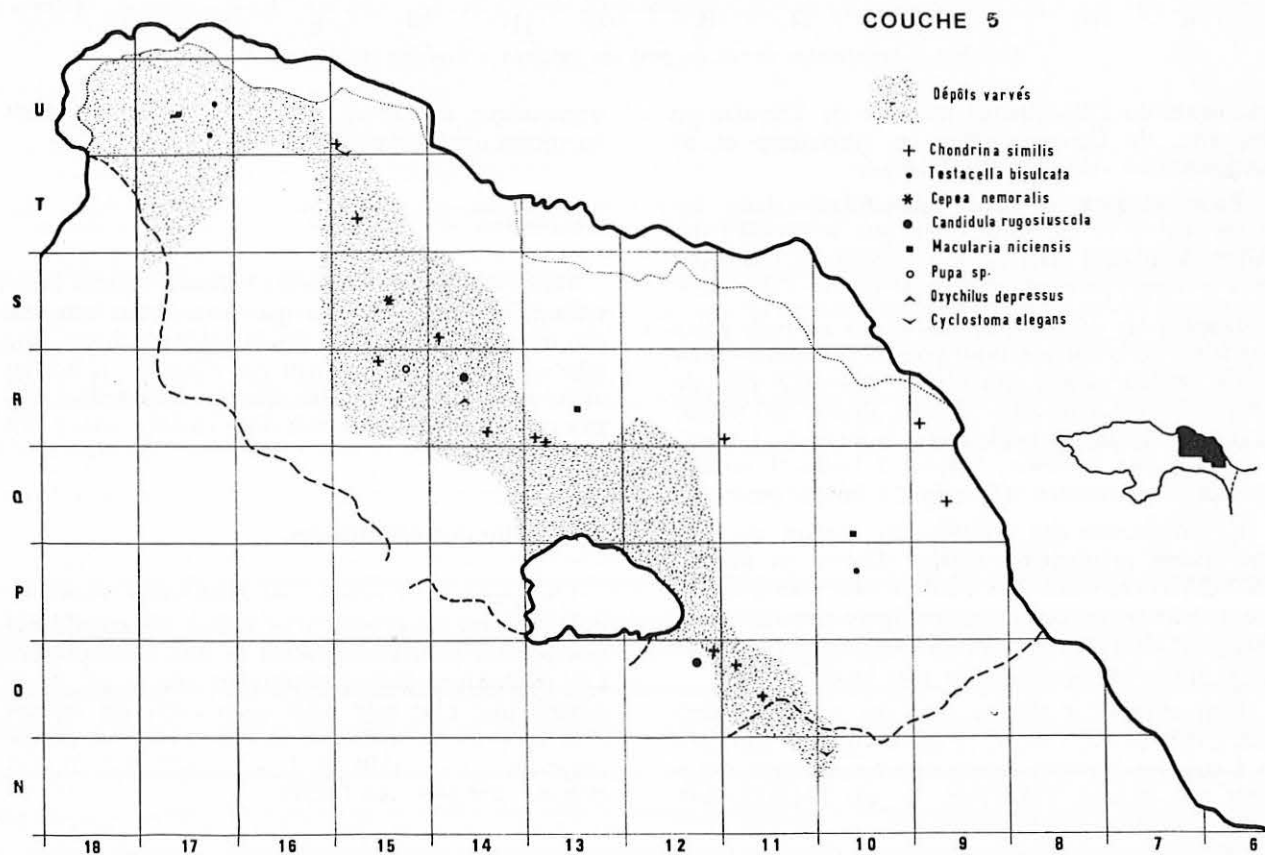 COUCHE 5
Dépôts varvés
Chondrina similis
Testacella bisulcata
Cepea nemoralis
Candidula rugosiuscola
Macularia niciensis
Pupa sp.
Oxychilus depressus
Cyclostoma elegans
U
T
S
R
Q
P
O
N
18 17 16 15 14 13 12 11 10 9 8 7 6